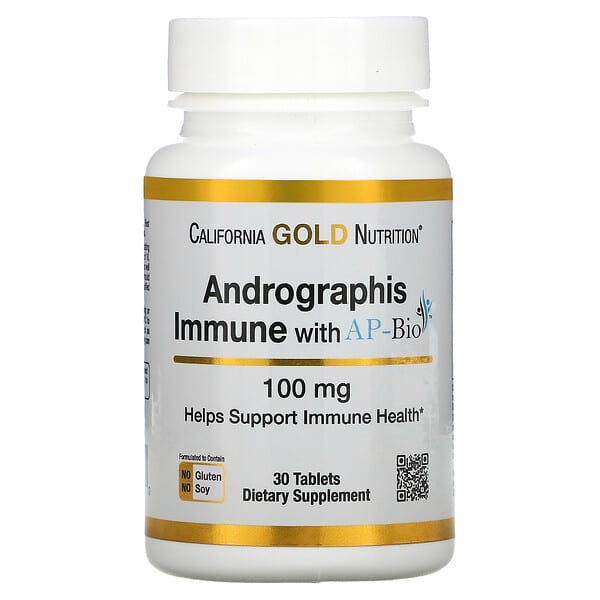 CALIFORNIA GOLD NUTRITION®
Andrographis
Immune with AP-Bio™
100 mg
Helps Support Immune Health*
Formulated to Contain
NO Gluten
NO Soy
30 Tablets
Dietary Supplement